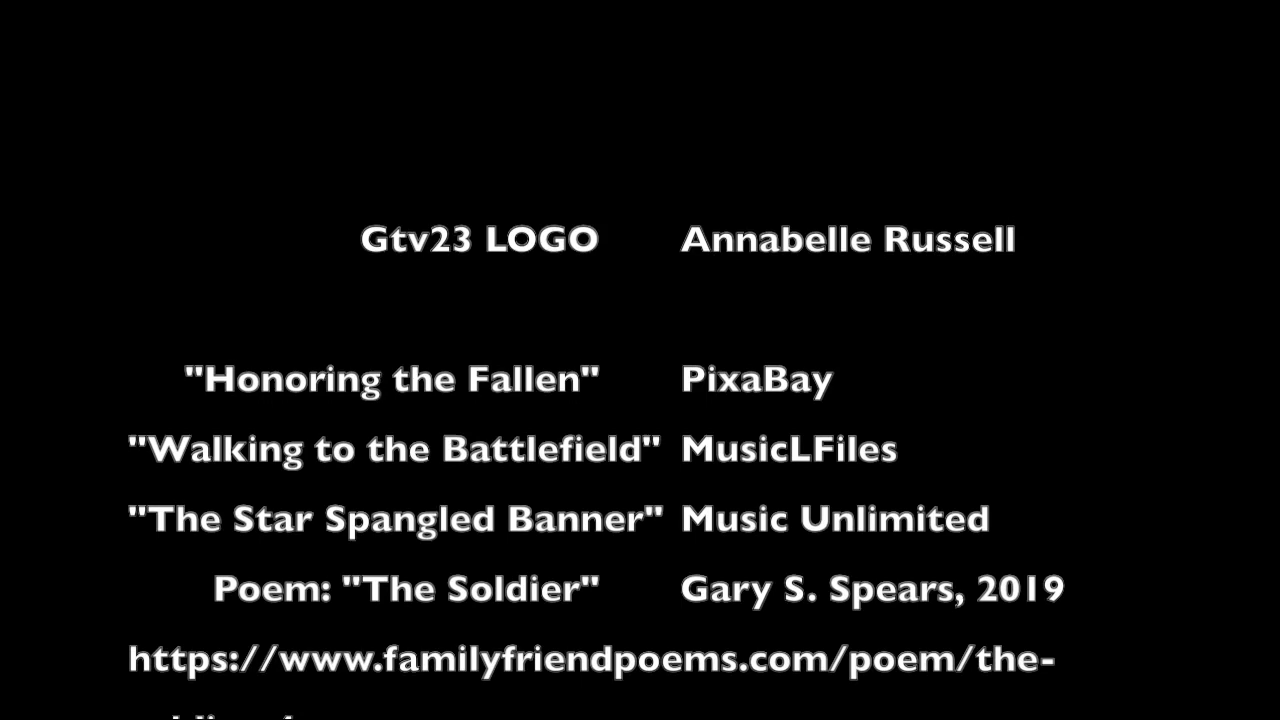 Gtv23 LOGO Annabelle Russell
"Honoring the Fallen" PixaBay
"Walking to the Battlefield" MusicLFiles
"The Star Spangled Banner" Music Unlimited
Poem: "The Soldier" Gary S. Spears, 2019
https://www.familyfriendpoems.com/poem/the-